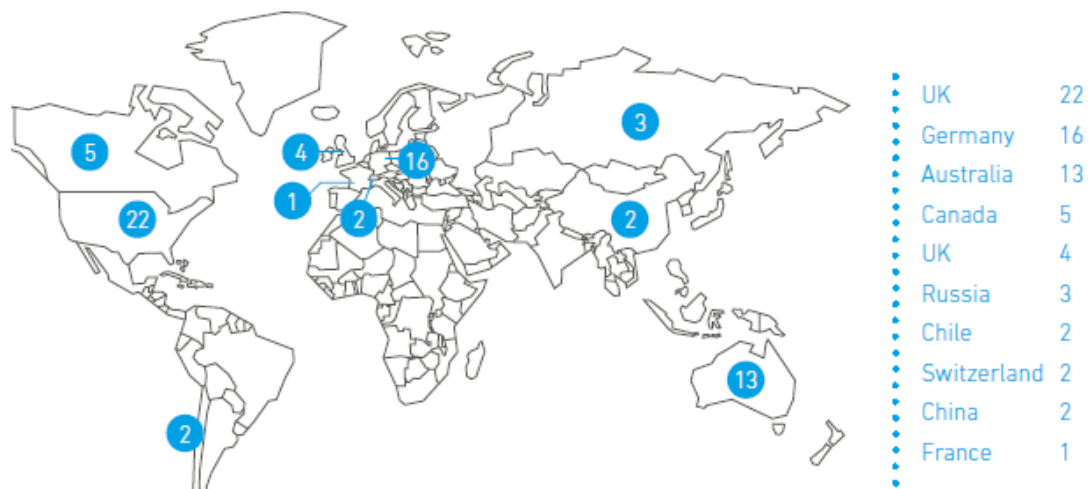 3
5
4
16
1
2
22
2
13
2
UK 22
Germany 16
Australia 13
Canada 5
UK 4
Russia 3
Chile 2
Switzerland 2
China 2
France 1